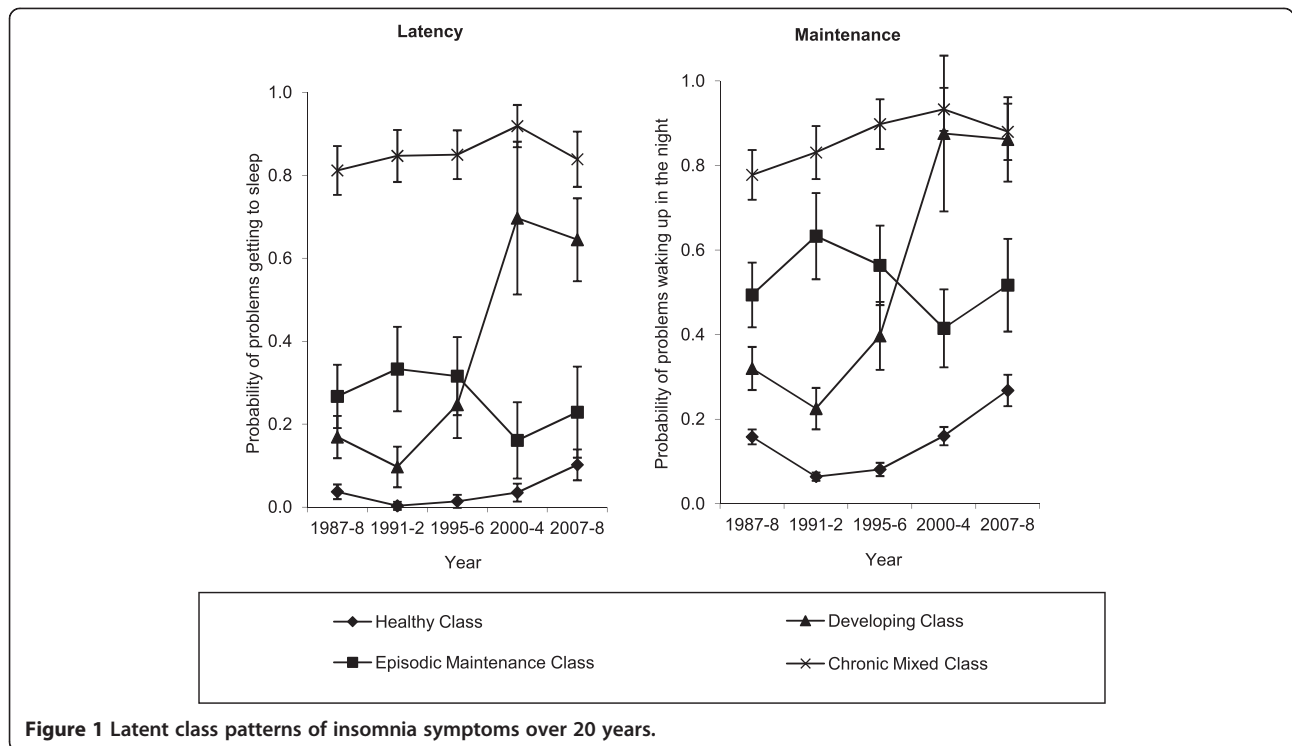 Latency
Maintenance
Probability of problems getting to sleep
1.0
0.8
0.6
0.4
0.2
0.0
1987-8 1991-2 1995-6 2000-4 2007-8
Year
Probability of problems waking up in the night
1.0
0.8
0.6
0.4
0.2
0.0
1987-8 1991-2 1995-6 2000-4 2007-8
Year
Healthy Class
Developing Class
Episodic Maintenance Class
Chronic Mixed Class
Figure 1 Latent class patterns of insomnia symptoms over 20 years.